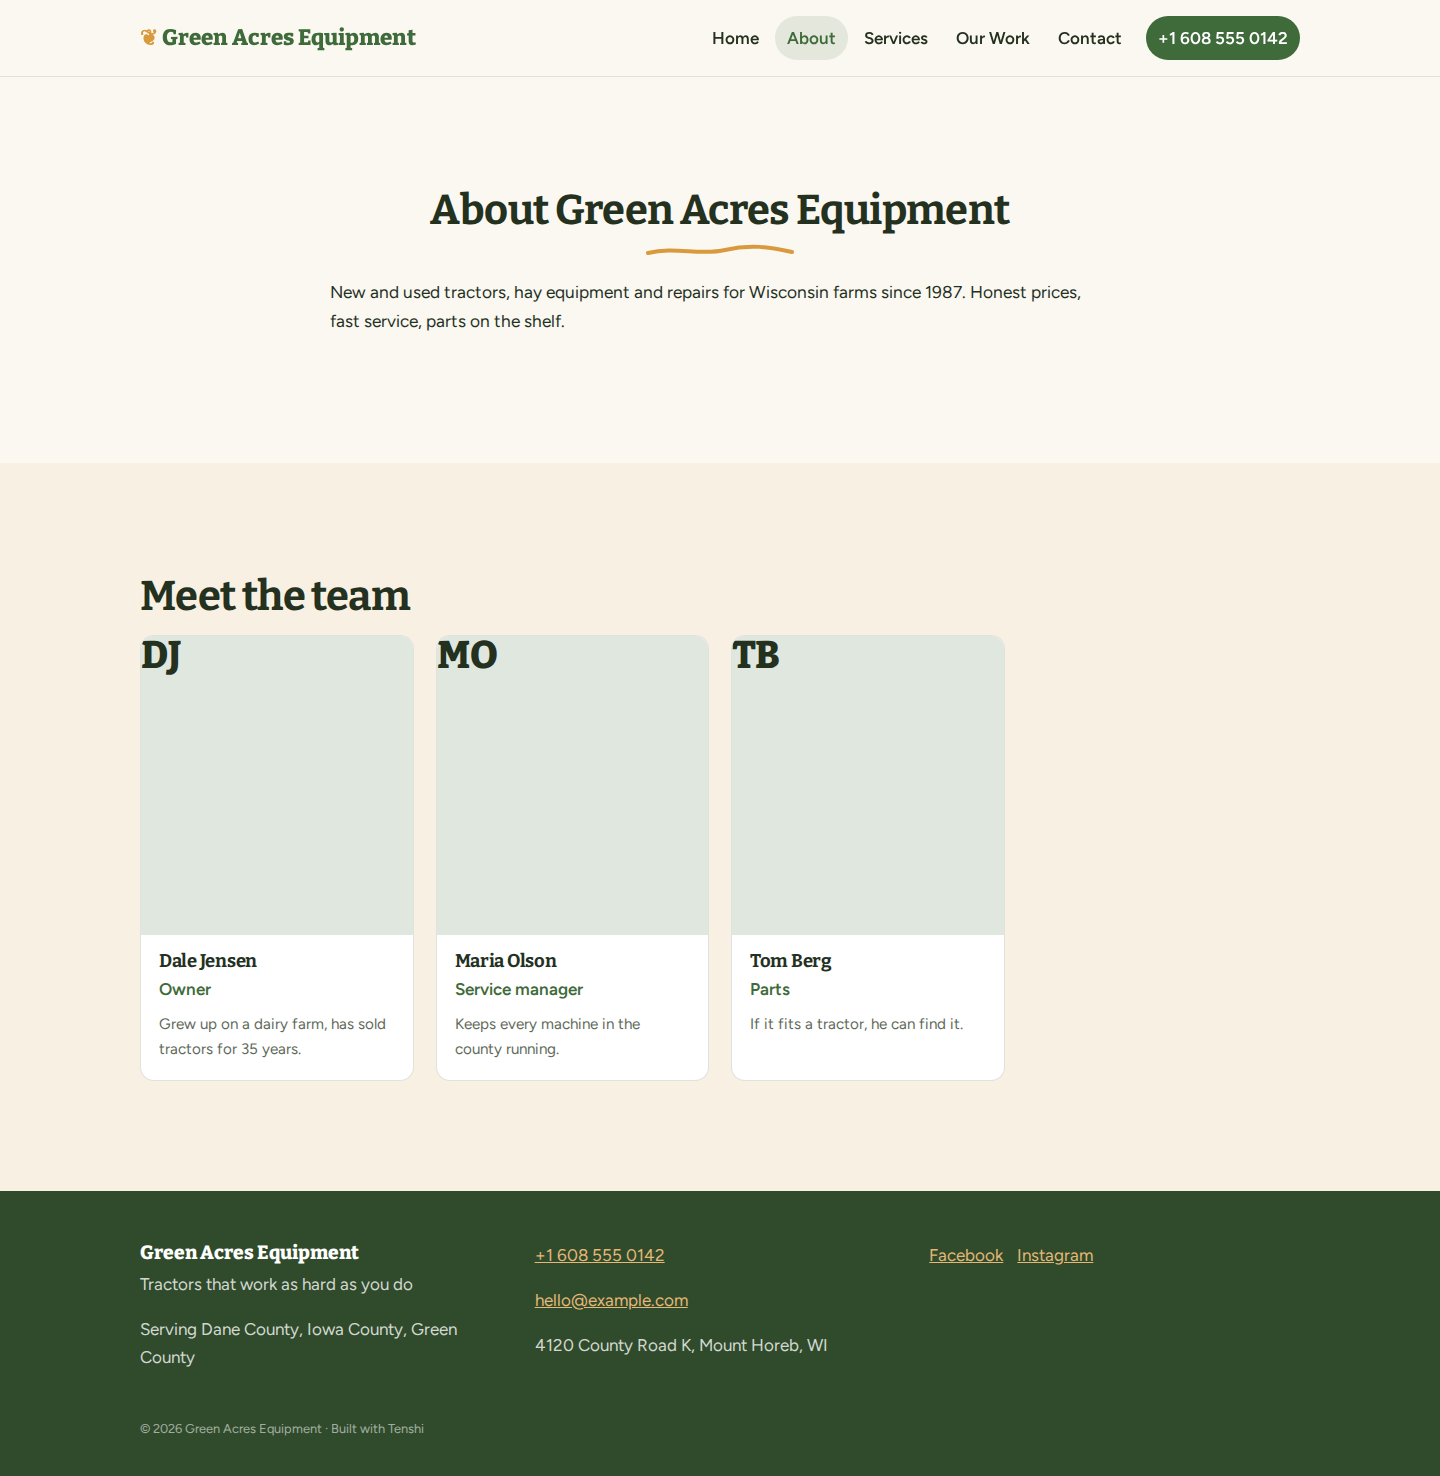 ❦ Green Acres Equipment
Home About Services Our Work Contact +1 608 555 0142
About Green Acres Equipment
New and used tractors, hay equipment and repairs for Wisconsin farms since 1987. Honest prices,
fast service, parts on the shelf.
Meet the team
DJ
Dale Jensen
Owner
Grew up on a dairy farm, has sold
tractors for 35 years.
MO
Maria Olson
Service manager
Keeps every machine in the
county running.
TB
Tom Berg
Parts
If it fits a tractor, he can find it.
Green Acres Equipment
Tractors that work as hard as you do
Serving Dane County, Iowa County, Green
County
+1 608 555 0142
hello@example.com
4120 County Road K, Mount Horeb, WI
Facebook Instagram
© 2026 Green Acres Equipment · Built with Tenshi